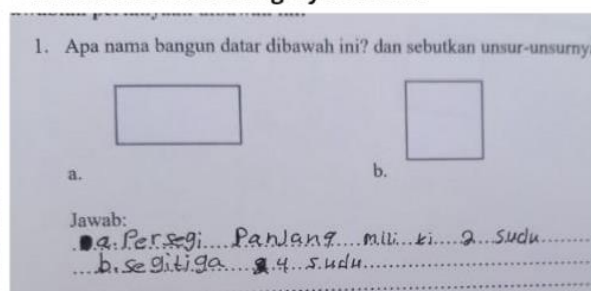 1. Apa nama bangun datar dibawah ini? dan sebutkan unsur-unsurny
a.
b.
Jawab:
a. Persegi Panjang mili ki 2 sudu
b. segitiga 4 sudu